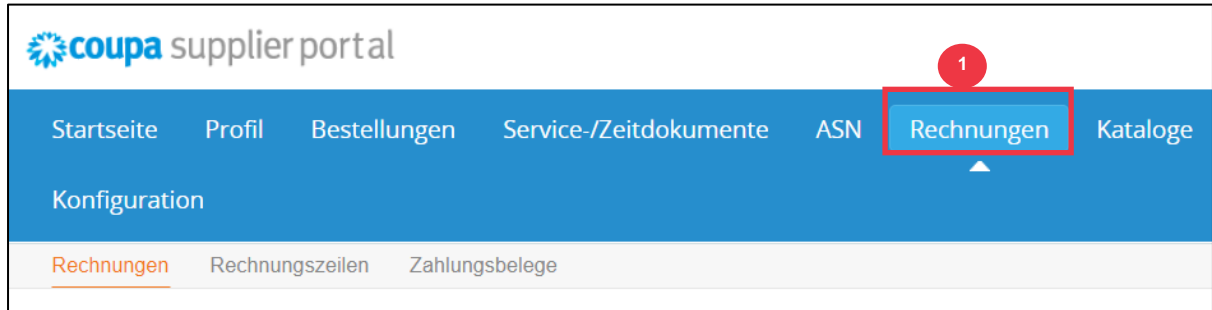 coupa supplier portal
1
Startseite Profil Bestellungen Service-/Zeitdokumente ASN Rechnungen Kataloge
Konfiguration
Rechnungen Rechnungszeilen Zahlungsbelege